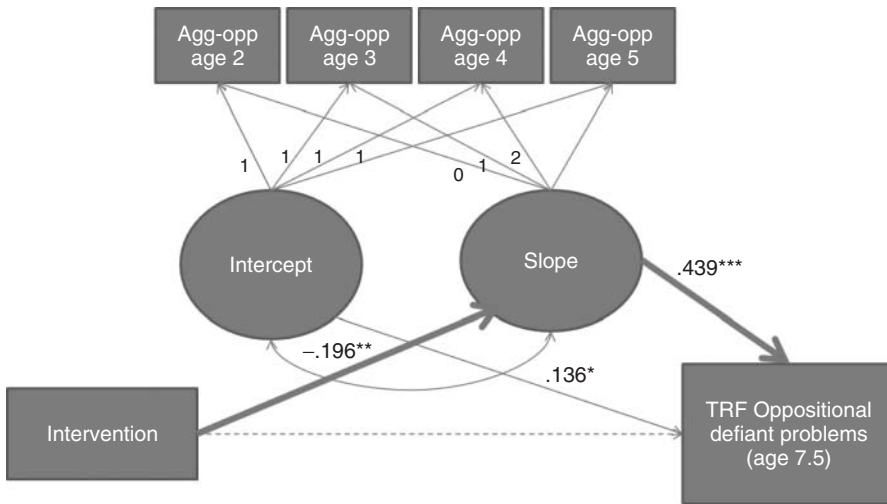 Agg-opp
age 2
Agg-opp
age 3
Agg-opp
age 4
Agg-opp
age 5
1
1
1
1
0
1
2
Intercept
Slope
.439***
–.196**
.136*
Intervention
TRF Oppositional
defiant problems
(age 7.5)